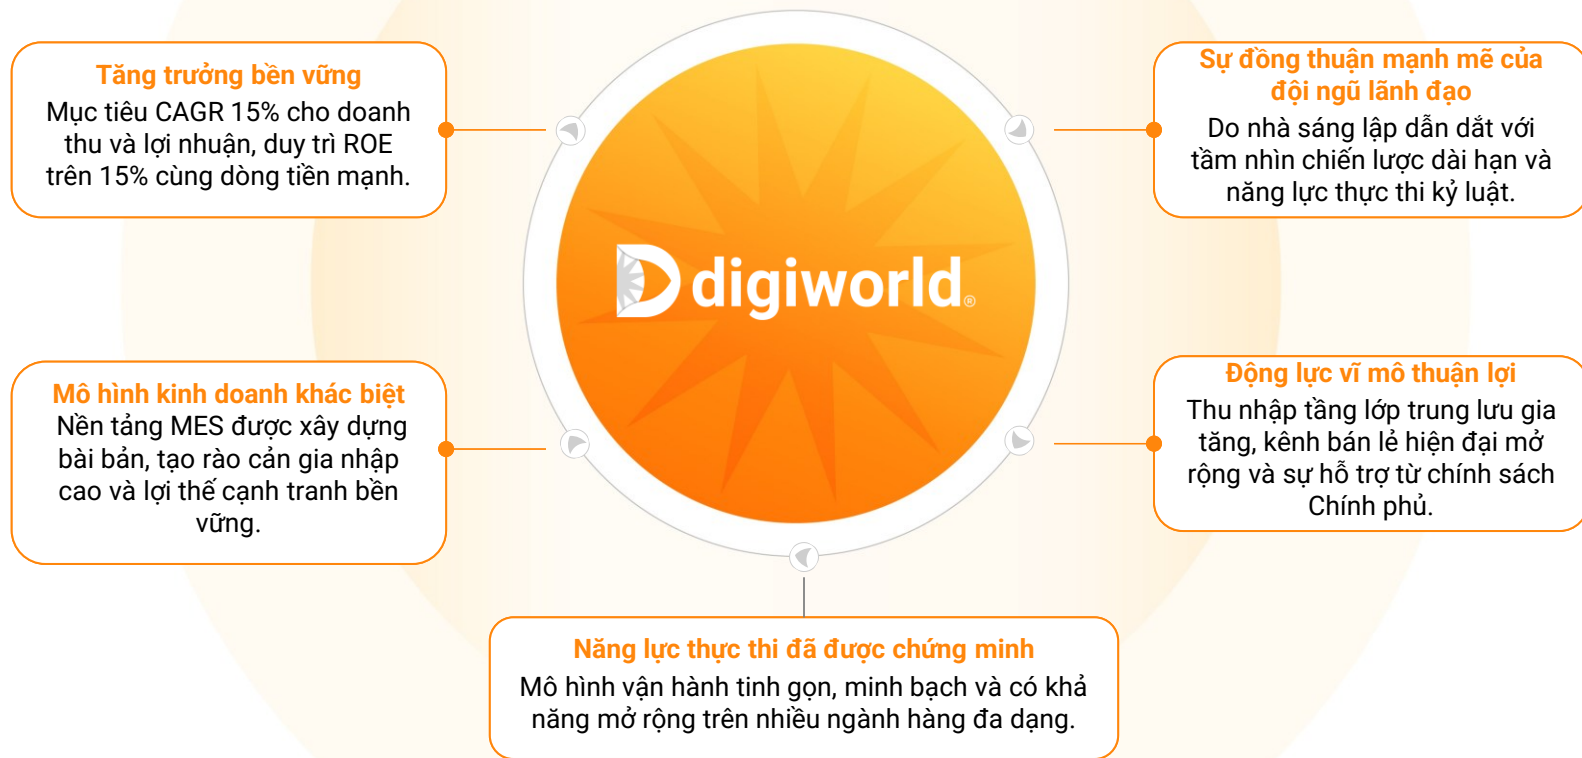 Tăng trưởng bền vững
Mục tiêu CAGR 15% cho doanh
thu và lợi nhuận, duy trì ROE
trên 15% cùng dòng tiền mạnh.
Sự đồng thuận mạnh mẽ của
đội ngũ lãnh đạo
Do nhà sáng lập dẫn dắt với
tầm nhìn chiến lược dài hạn và
năng lực thực thi kỷ luật.
digiworld®
Mô hình kinh doanh khác biệt
Nền tảng MES được xây dựng
bài bản, tạo rào cản gia nhập
cao và lợi thế cạnh tranh bền
vững.
Động lực vĩ mô thuận lợi
Thu nhập tầng lớp trung lưu gia
tăng, kênh bán lẻ hiện đại mở
rộng và sự hỗ trợ từ chính sách
Chính phủ.
Năng lực thực thi đã được chứng minh
Mô hình vận hành tinh gọn, minh bạch và có khả
năng mở rộng trên nhiều ngành hàng đa dạng.